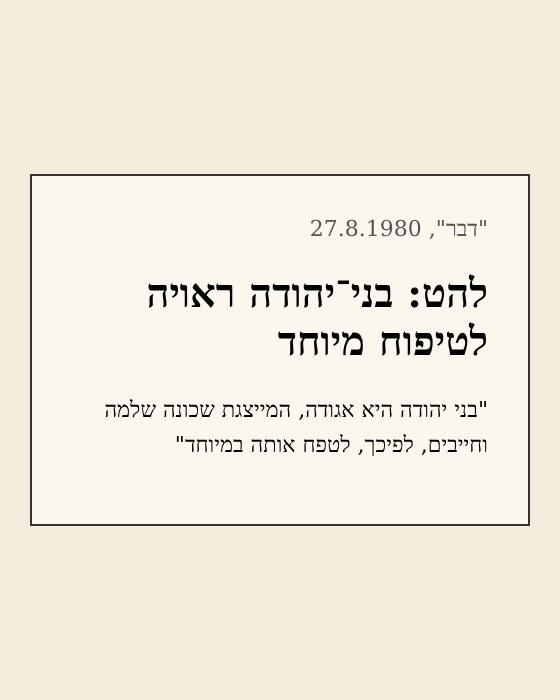 "דבר", 27.8.1980
להט: בני־יהודה ראויה
לטיפוח מיוחד
"בני יהודה היא אגודה, המייצגת שכונה שלמה
וחייבים, לפיכך, לטפח אותה במיוחד"